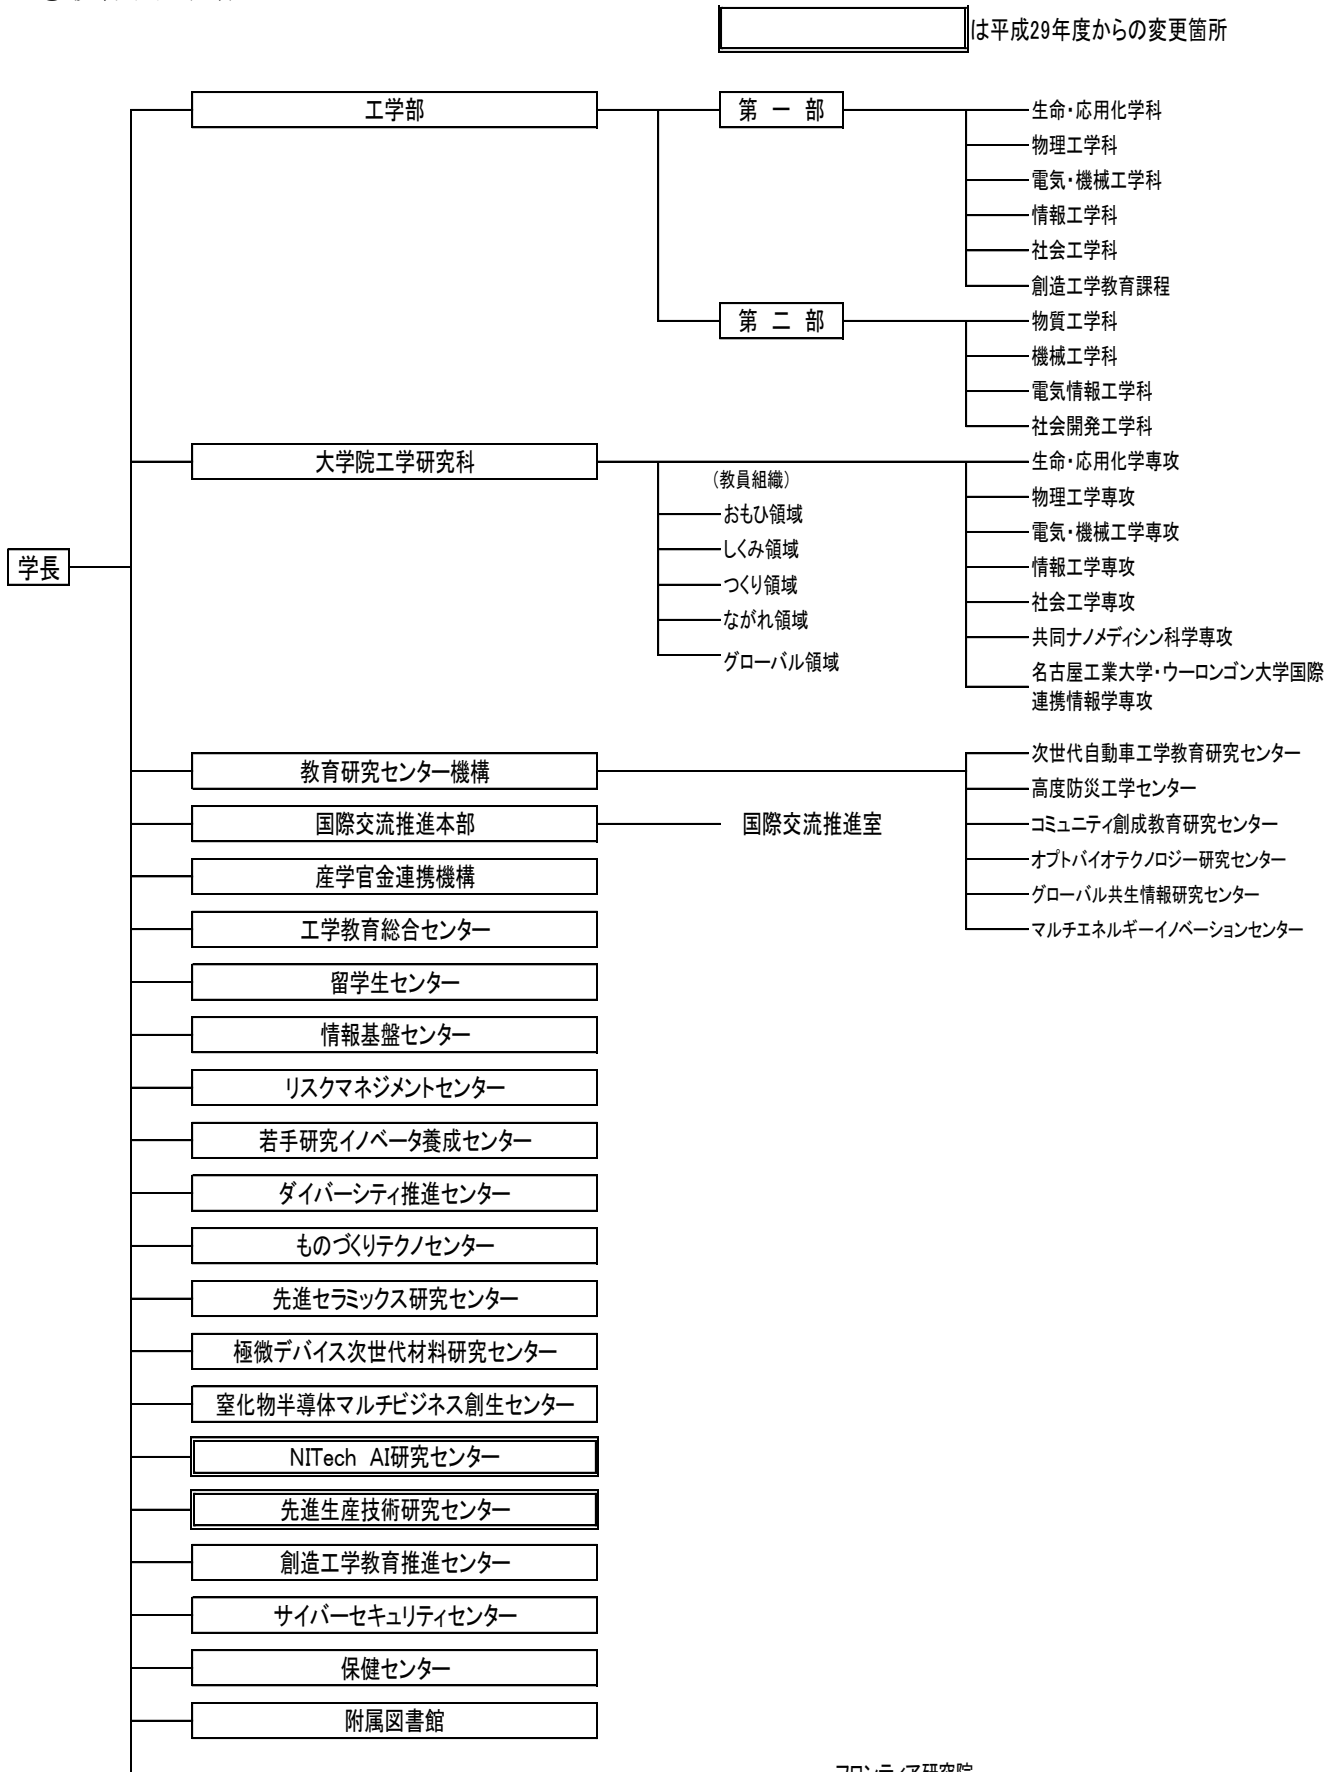 は平成29年度からの変更箇所
工学部
第 一 部
生命・応用化学科
物理工学科
電気・機械工学科
情報工学科
社会工学科
創造工学教育課程
第 二 部
物質工学科
機械工学科
電気情報工学科
社会開発工学科
大学院工学研究科
(教員組織)
おもひ領域
しくみ領域
つくり領域
ながれ領域
グローバル領域
生命・応用化学専攻
物理工学専攻
電気・機械工学専攻
情報工学専攻
社会工学専攻
共同ナノメディシン科学専攻
名古屋工業大学・ウーロンゴン大学国際
連携情報学専攻
学長
教育研究センター機構
次世代自動車工学教育研究センター
高度防災工学センター
コミュニティ創成教育研究センター
オプトバイオテクノロジー研究センター
グローバル共生情報研究センター
マルチエネルギーイノベーションセンター
国際交流推進本部
国際交流推進室
産学官金連携機構
工学教育総合センター
留学生センター
情報基盤センター
リスクマネジメントセンター
若手研究イノベータ養成センター
ダイバーシティ推進センター
ものづくりテクノセンター
先進セラミックス研究センター
極微デバイス次世代材料研究センター
窒化物半導体マルチビジネス創生センター
NITech AI研究センター
先進生産技術研究センター
創造工学教育推進センター
サイバーセキュリティセンター
保健センター
附属図書館
フロンティア研究院